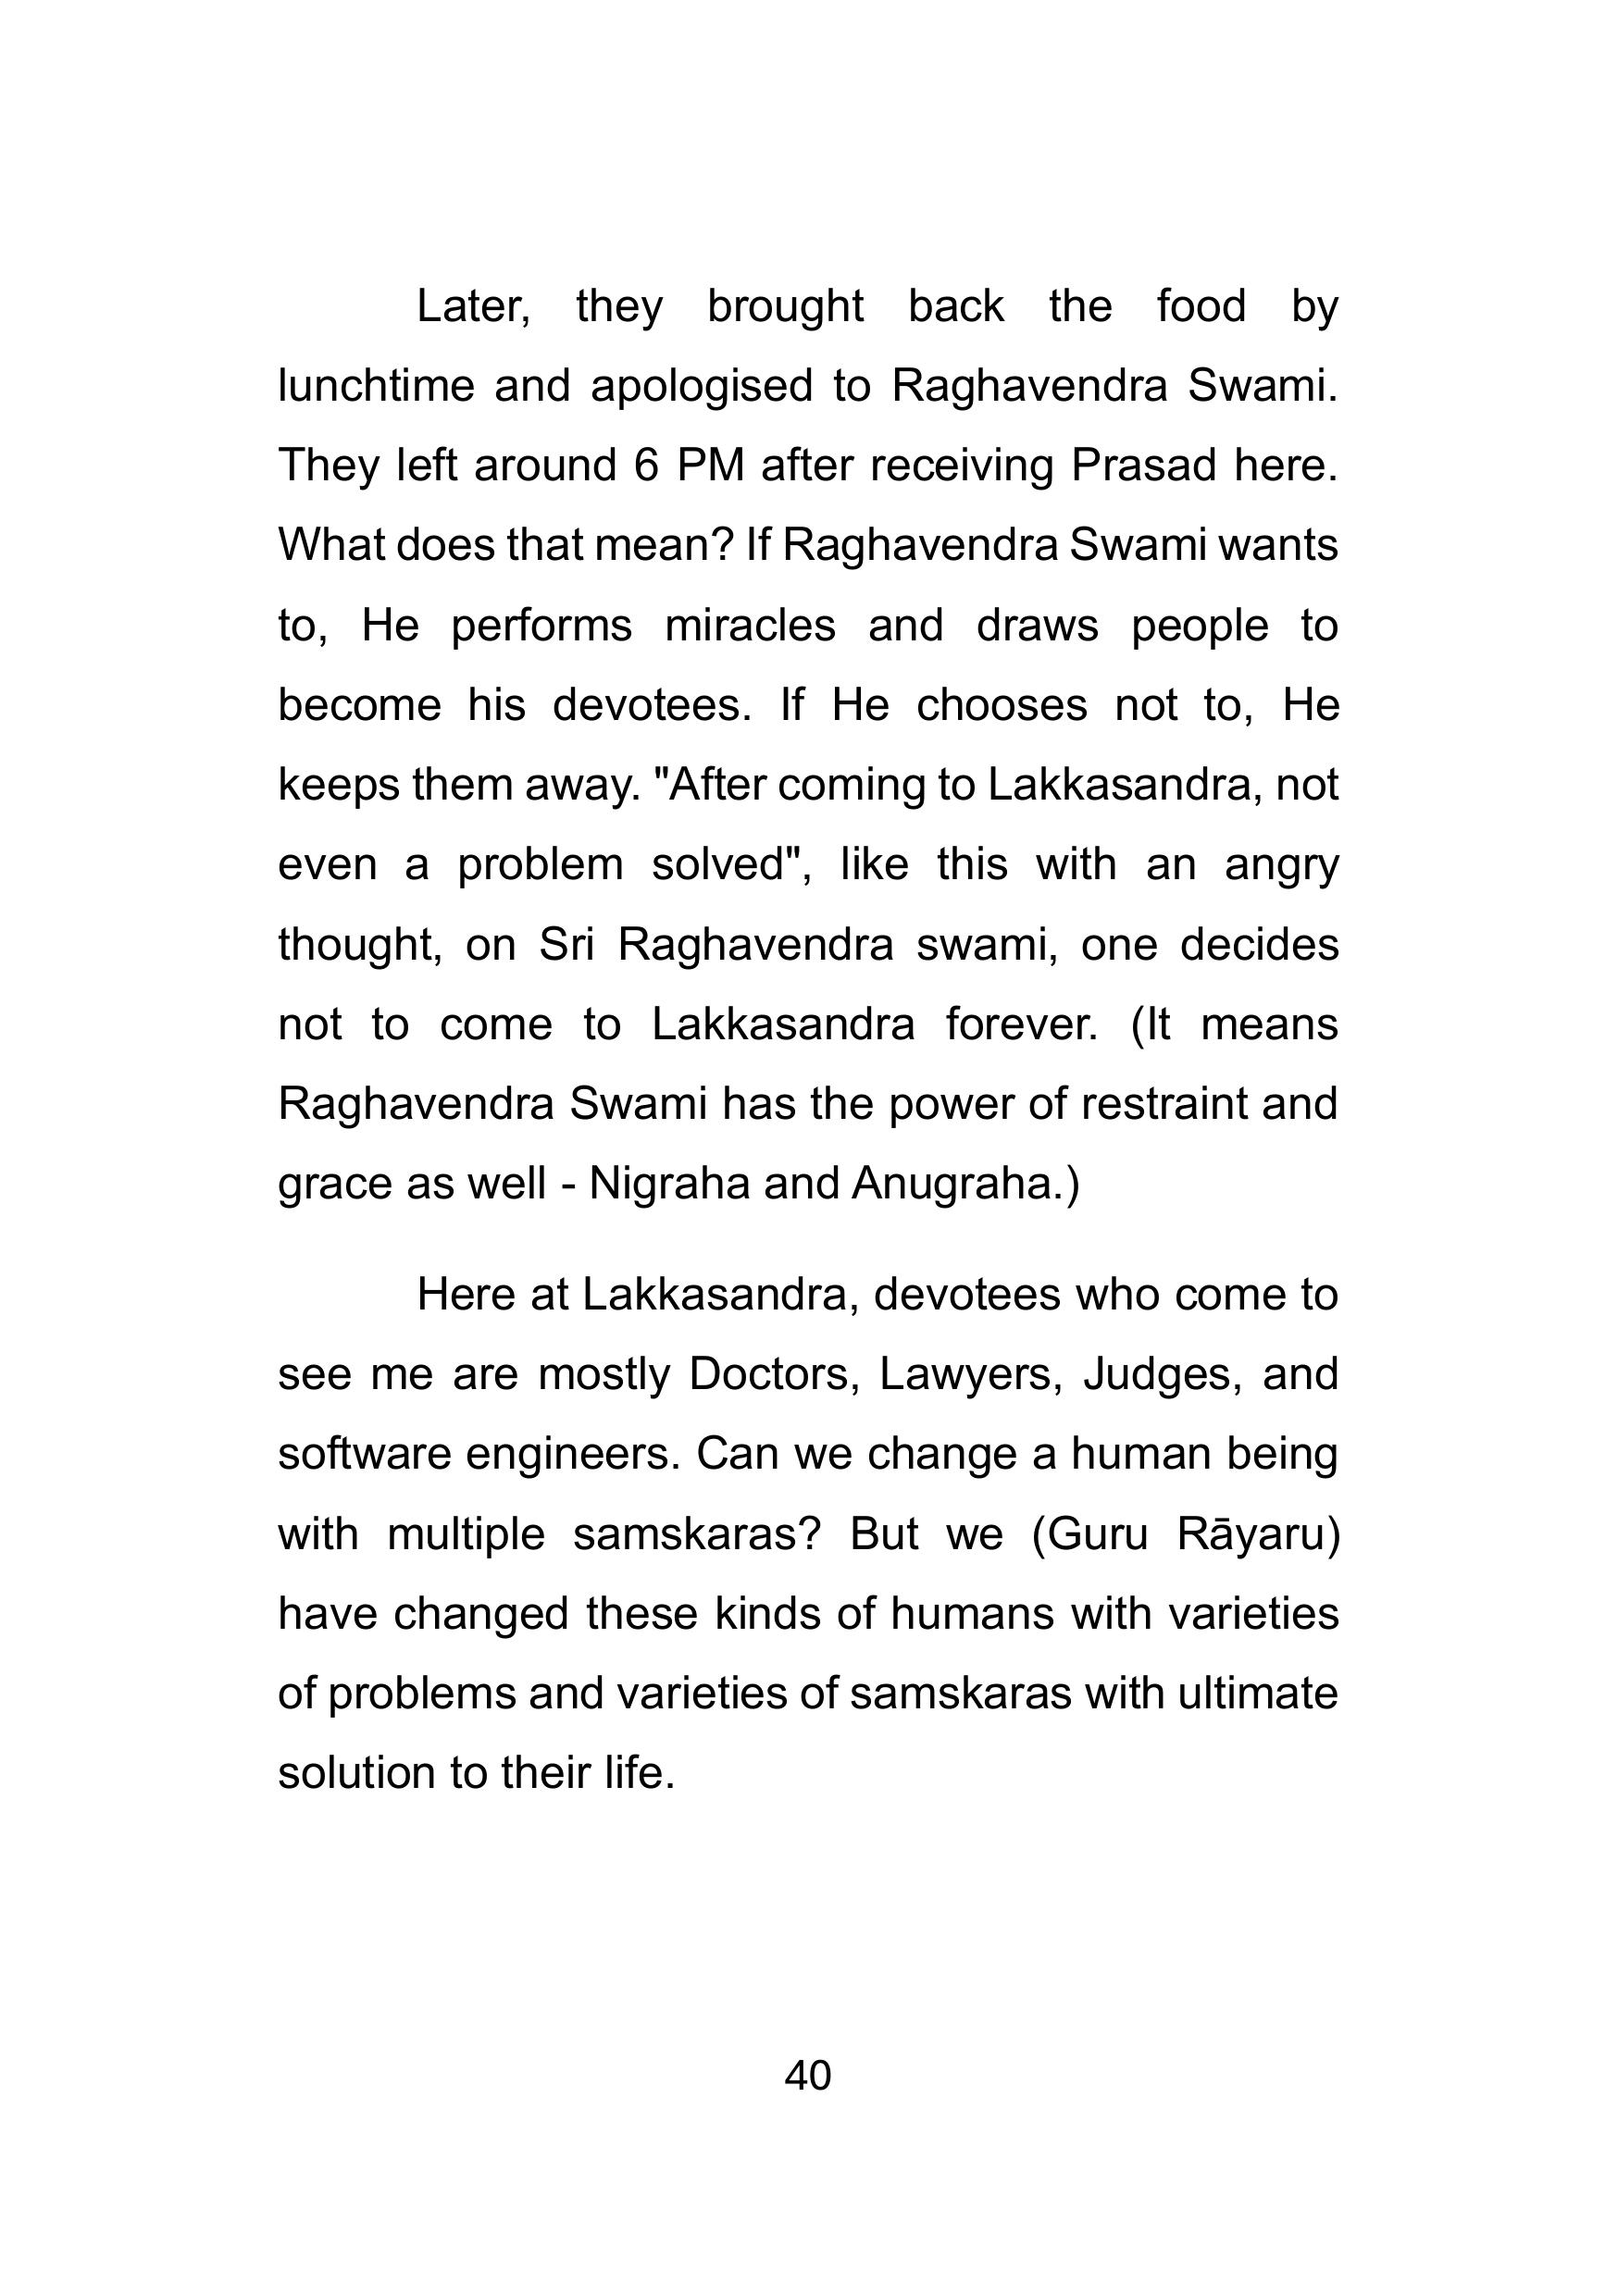 Later, they brought back the food by
lunchtime and apologised to Raghavendra Swami.
They left around 6 PM after receiving Prasad here.
What does that mean? If Raghavendra Swami wants
to, He performs miracles and draws people to
become his devotees. If He chooses not to, He
keeps them away. "After coming to Lakkasandra, not
even a problem solved", like this with an angry
thought, on Sri Raghavendra swami, one decides
not to come to Lakkasandra forever. (It means
Raghavendra Swami has the power of restraint and
grace as well - Nigraha and Anugraha.)
Here at Lakkasandra, devotees who come to
see me are mostly Doctors, Lawyers, Judges, and
software engineers. Can we change a human being
with multiple samskaras? But we (Guru Rāyaru)
have changed these kinds of humans with varieties
of problems and varieties of samskaras with ultimate
solution to their life.
40